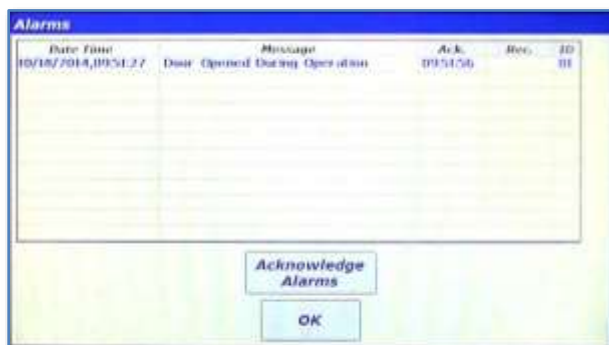 Alarms
Date Time Message Ack. Rec. ID
10/18/2014,09:51:27 Door Opened During Operation 09:51:56 01
Acknowledge
Alarms
OK